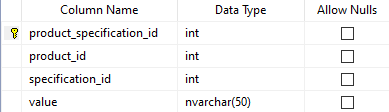 Column Name Data Type Allow Nulls
product_specification_id int
product_id int
specification_id int
value nvarchar(50)